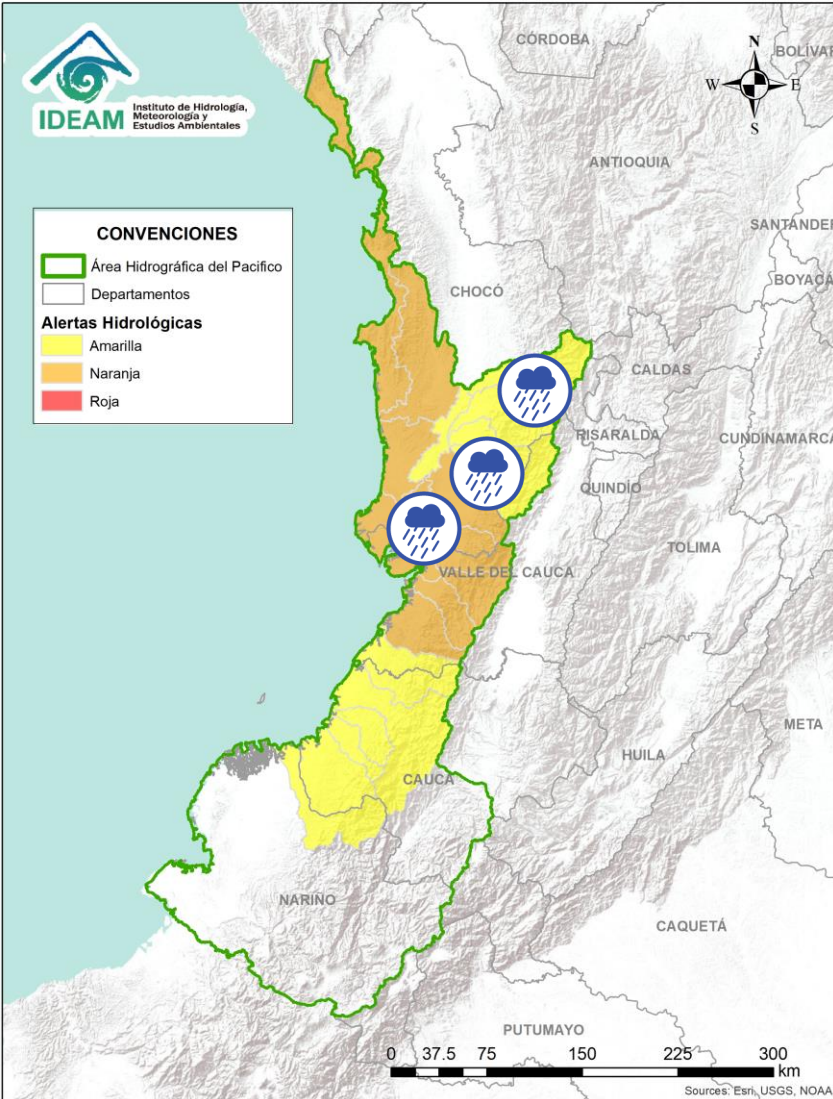 IDEAM
Instituto de Hidrología,
Meteorología y
Estudios Ambientales
CÓRDOBA
BOLÍVAR
N
W
E
S
ANTIOQUIA
SANTANDER
BOYACÁ
CONVENCIONES
Área Hidrográfica del Pacifico
Departamentos
Alertas Hidrológicas
Amarilla
Naranja
Roja
CHOCÓ
CALDAS
RISARALDA
CUNDINAMARCA
QUINDÍO
TOLIMA
VALLE DEL CAUCA
META
HUILA
CAUCA
NARIÑO
CAQUETÁ
PUTUMAYO
0 37.5 75 150 225 300
km
Sources: Esri, USGS, NOAA